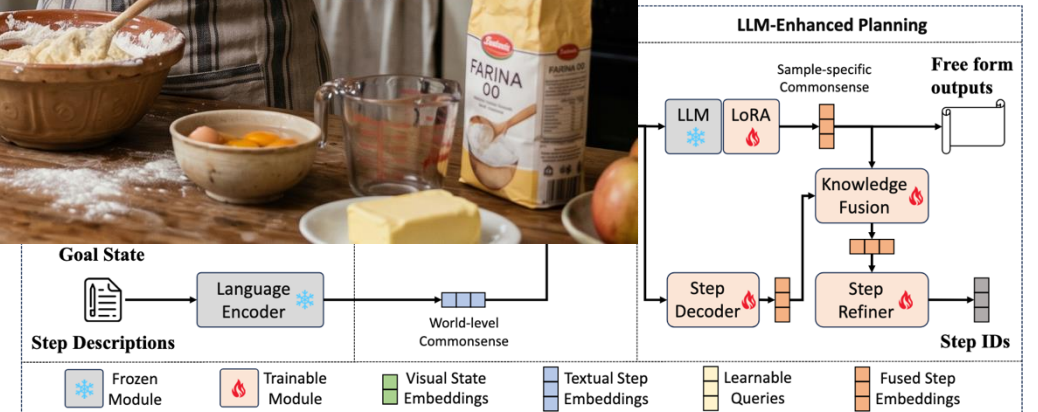 LLM-Enhanced Planning
FARINA
00
FARINA 00
Sample-specific
Commonsense
Free form
outputs
LLM
LoRA
Knowledge
Fusion
Goal State
Language
Encoder
Step
Decoder
Step
Refiner
World-level
Commonsense
Step Descriptions
Step IDs
Frozen
Module
Trainable
Module
Visual State
Embeddings
Textual Step
Embeddings
Learnable
Queries
Fused Step
Embeddings